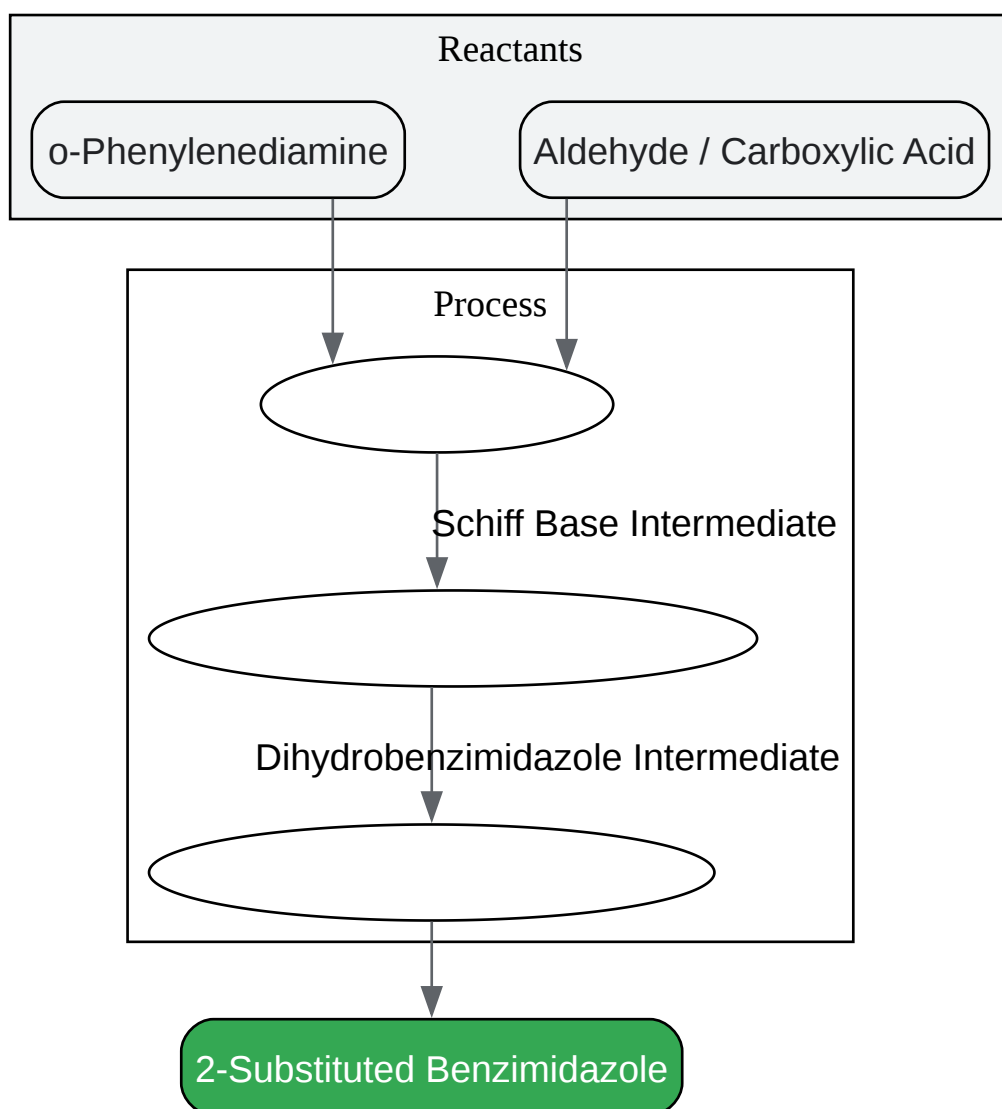 Reactants
o-Phenylenediamine
Aldehyde / Carboxylic Acid
Process
Schiff Base Intermediate
Dihydrobenzimidazole Intermediate
2-Substituted Benzimidazole